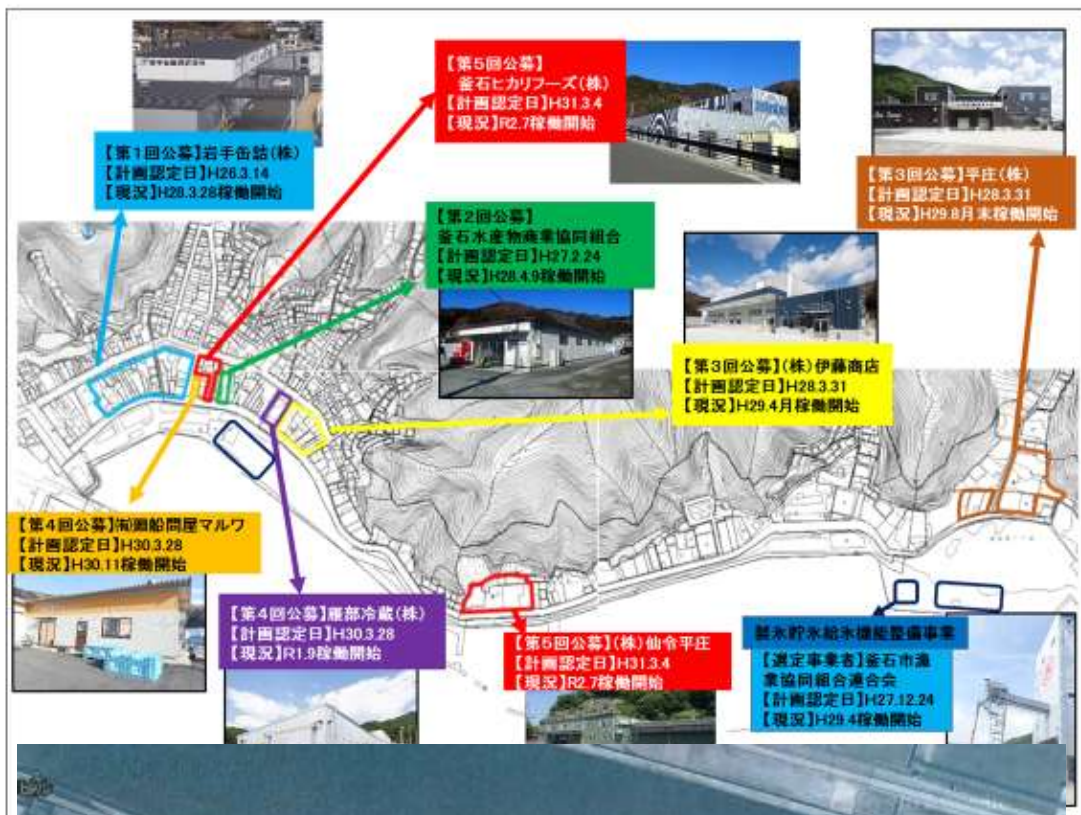 【第5回公募】
釜石ヒカリフーズ(株)
【計画認定日】H31.3.4
【現況】R2.7稼働開始
【第1回公募】岩手缶詰(株)
【計画認定日】H26.3.14
【現況】H28.3.28稼働開始
【第3回公募】平庄(株)
【計画認定日】H28.3.31
【現況】H29.8月末稼働開始
【第2回公募】
釜石水産物商業協同組合
【計画認定日】H27.2.24
【現況】H28.4.9稼働開始
【第3回公募】(株)伊藤商店
【計画認定日】H28.3.31
【現況】H29.4月稼働開始
【第4回公募】㈲廻船問屋マルワ
【計画認定日】H30.3.28
【現況】H30.11稼働開始
【第4回公募】雁部冷蔵(株)
【計画認定日】H30.3.28
【現況】R1.9稼働開始
【第5回公募】(株)仙令平庄
【計画認定日】H31.3.4
【現況】R2.7稼働開始
製氷貯氷給氷機能整備事業
【選定事業者】釜石市漁
業協同組合連合会
【計画認定日】H27.12.24
【現況】H29.4稼働開始